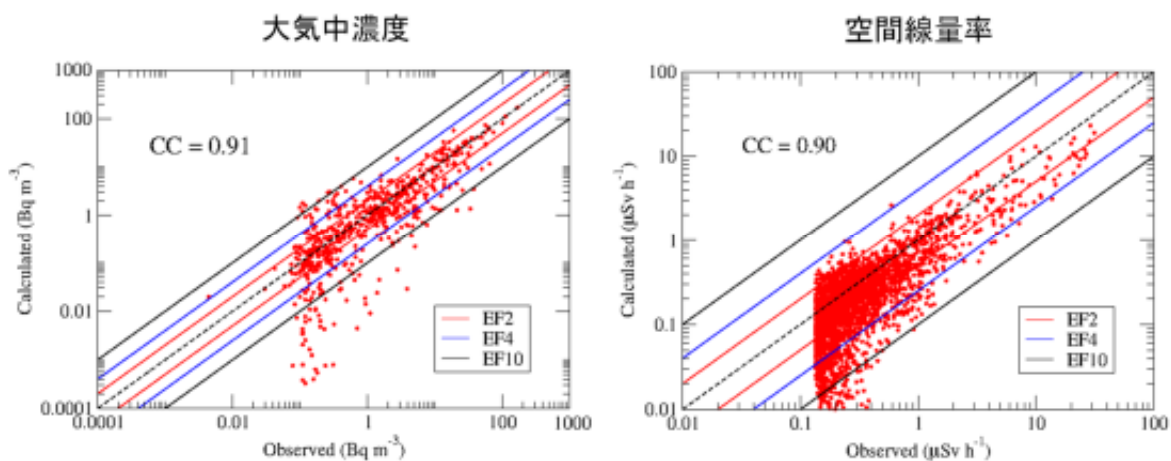 大気中濃度
1000
100
1
0.01
0.0001
Calculated (Bq m⁻³)
CC = 0.91
EF2
EF4
EF10
0.0001
0.01
1
10
1000
Observed (Bq m⁻³)
空間線量率
100
10
1
0.1
0.01
Calculated (μSv h⁻¹)
CC = 0.90
EF2
EF4
EF10
0.01
0.1
1
10
100
Observed (μSv h⁻¹)